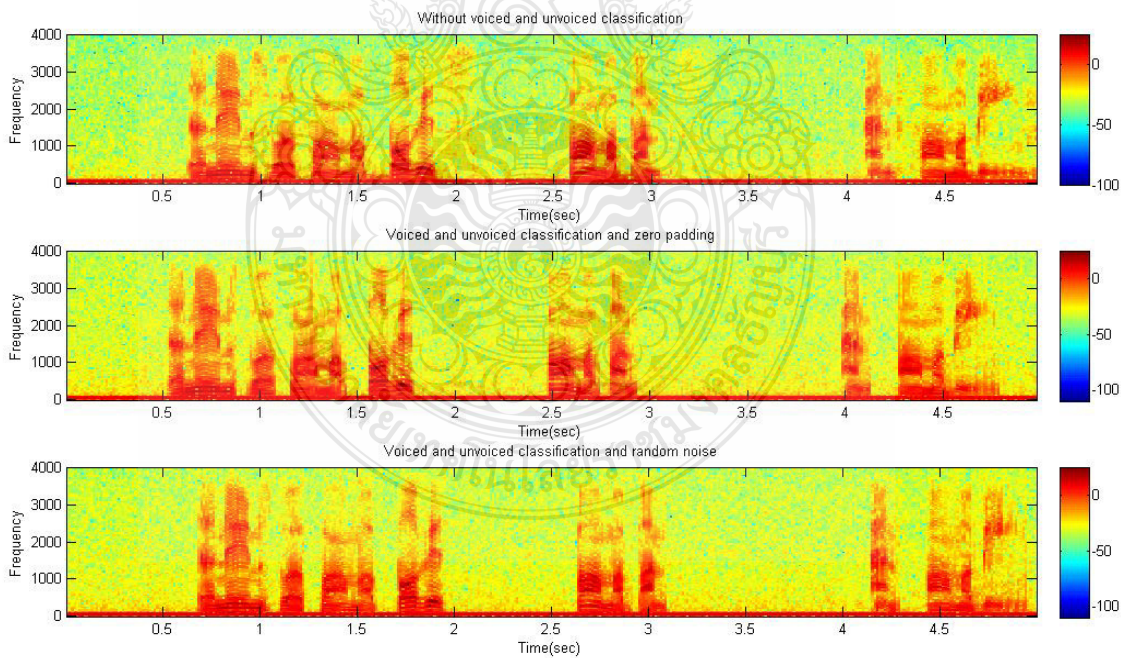 Without voiced and unvoiced classification
4000
3000
2000
1000
0
Frequency
0.5 1 1.5 2 2.5 3 3.5 4 4.5
Time(sec)
0
-50
-100
Voiced and unvoiced classification and zero padding
4000
3000
2000
1000
0
Frequency
0.5 1 1.5 2 2.5 3 3.5 4 4.5
Time(sec)
0
-50
-100
Voiced and unvoiced classification and random noise
4000
3000
2000
1000
0
Frequency
0.5 1 1.5 2 2.5 3 3.5 4 4.5
Time(sec)
0
-50
-100